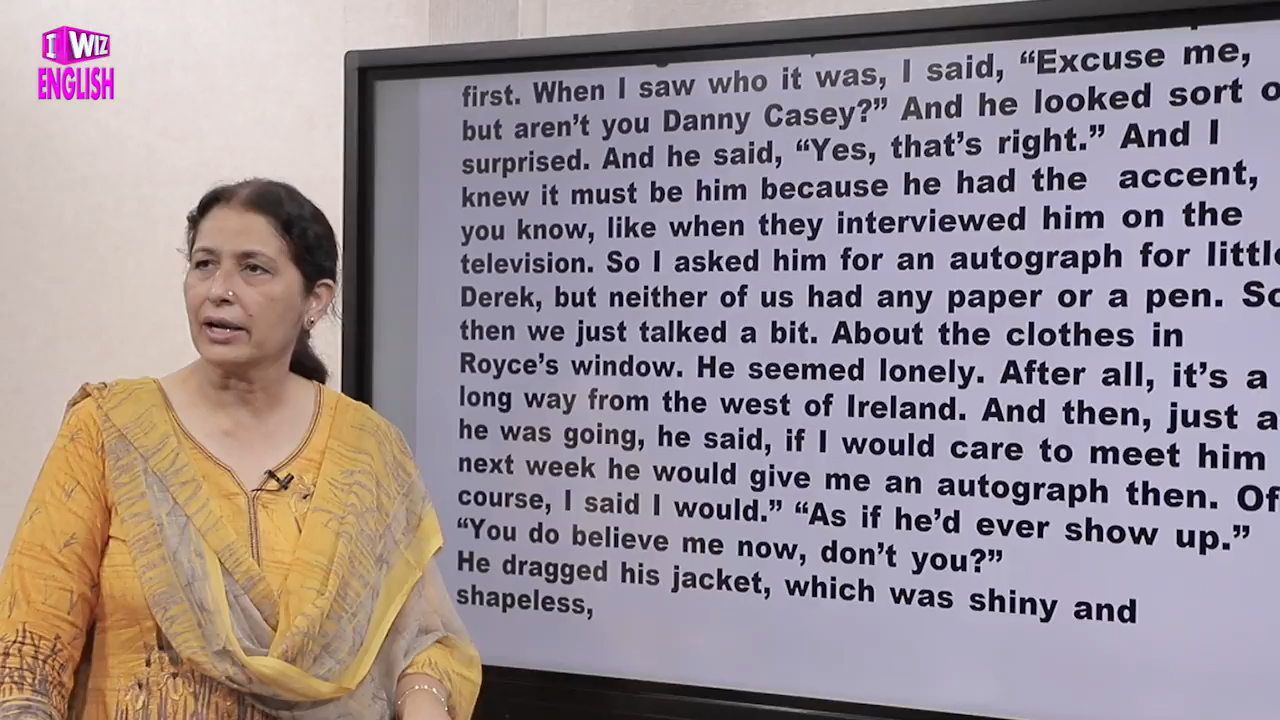 I WIZ
ENGLISH
first. When I saw who it was, I said, “Excuse me,
but aren’t you Danny Casey?” And he looked sort
surprised. And he said, “Yes, that’s right.” And I
knew it must be him because he had the accent,
you know, like when they interviewed him on the
television. So I asked him for an autograph for
Derek, but neither of us had any paper or a pen.
then we just talked a bit. About the clothes in
Royce’s window. He seemed lonely. After all, it’s a
long way from the west of Ireland. And then, just
he was going, he said, if I would care to meet him
next week he would give me an autograph then.
course, I said I would.” “As if he’d ever show up.”
“You do believe me now, don’t you?”
He dragged his jacket, which was shiny and
shapeless,